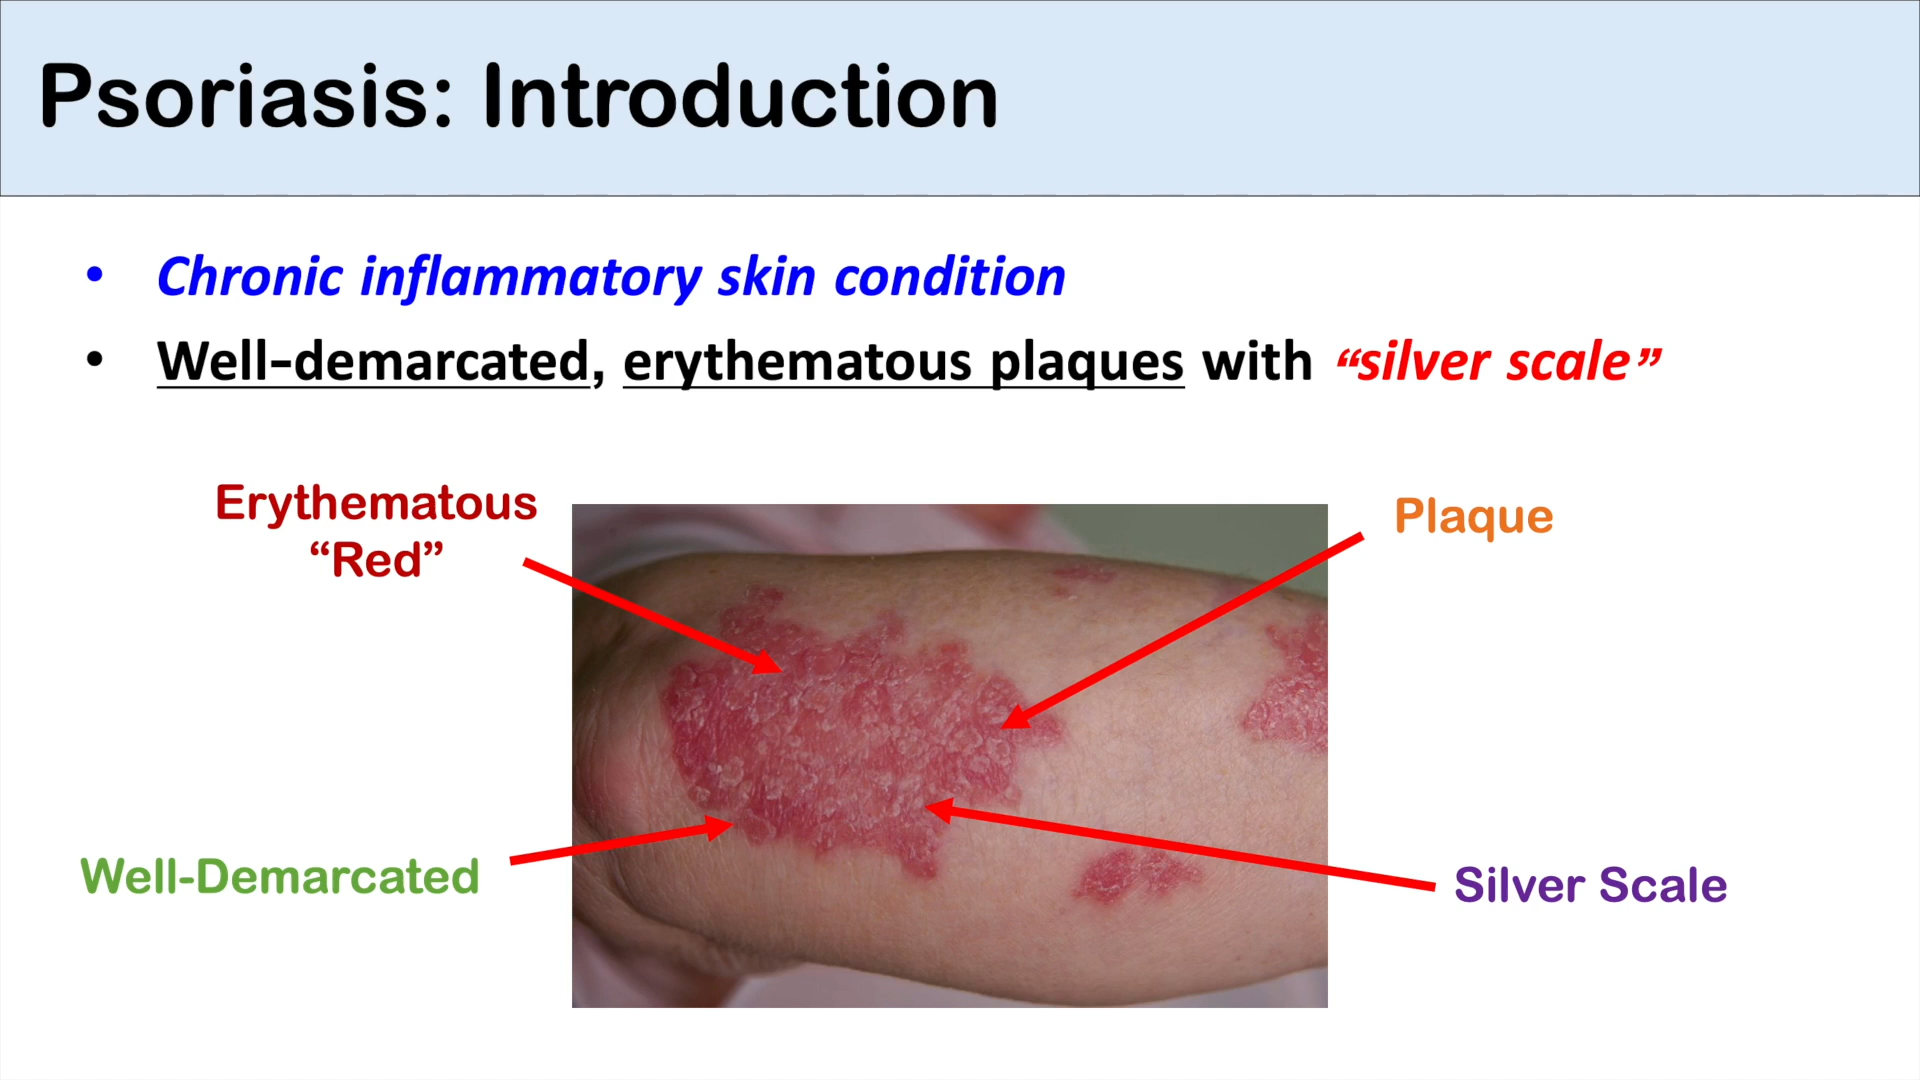 Psoriasis: Introduction
• Chronic inflammatory skin condition
• Well-demarcated, erythematous plaques with “silver scale”
Erythematous
“Red”
Plaque
Well-Demarcated
Silver Scale